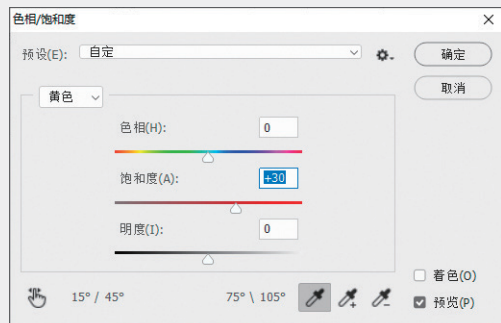 色相/饱和度
预设(E): 自定
确定
取消
黄色
色相(H): 0
饱和度(A): +30
明度(I): 0
15° / 45° 75° \ 105°
着色(O)
预览(P)